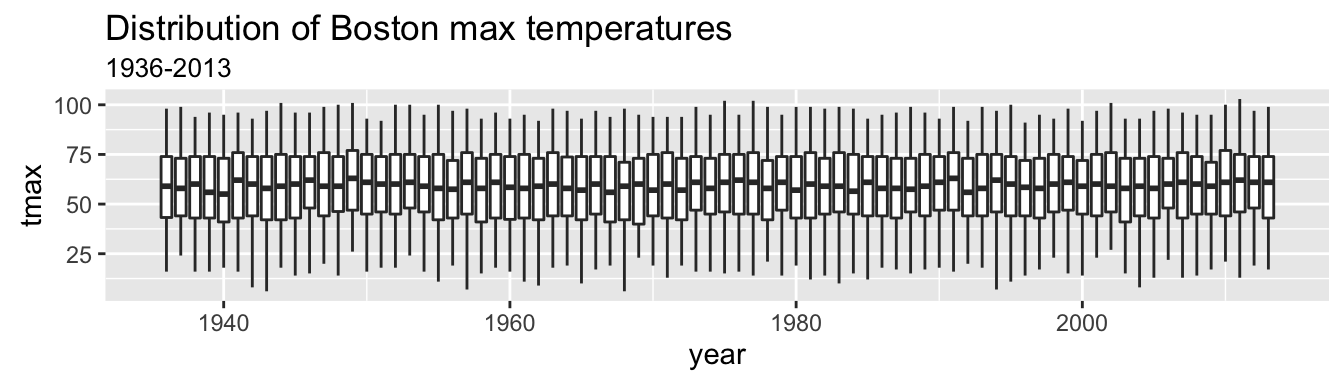 Distribution of Boston max temperatures
1936-2013
100
75
50
25
tmax
1940 1960 1980 2000
year